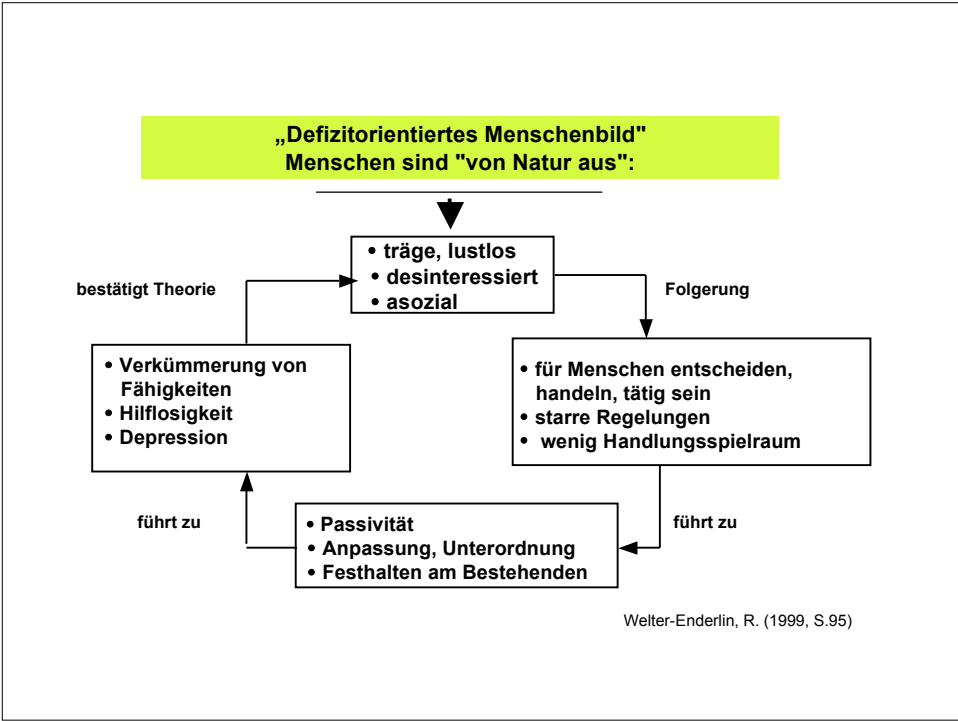 „Defizitorientiertes Menschenbild"
Menschen sind "von Natur aus":
• träge, lustlos
• desinteressiert
• asozial
bestätigt Theorie
Folgerung
• Verkümmerung von
Fähigkeiten
• Hilflosigkeit
• Depression
• für Menschen entscheiden,
handeln, tätig sein
• starre Regelungen
• wenig Handlungsspielraum
führt zu
• Passivität
• Anpassung, Unterordnung
• Festhalten am Bestehenden
führt zu
Welter-Enderlin, R. (1999, S.95)